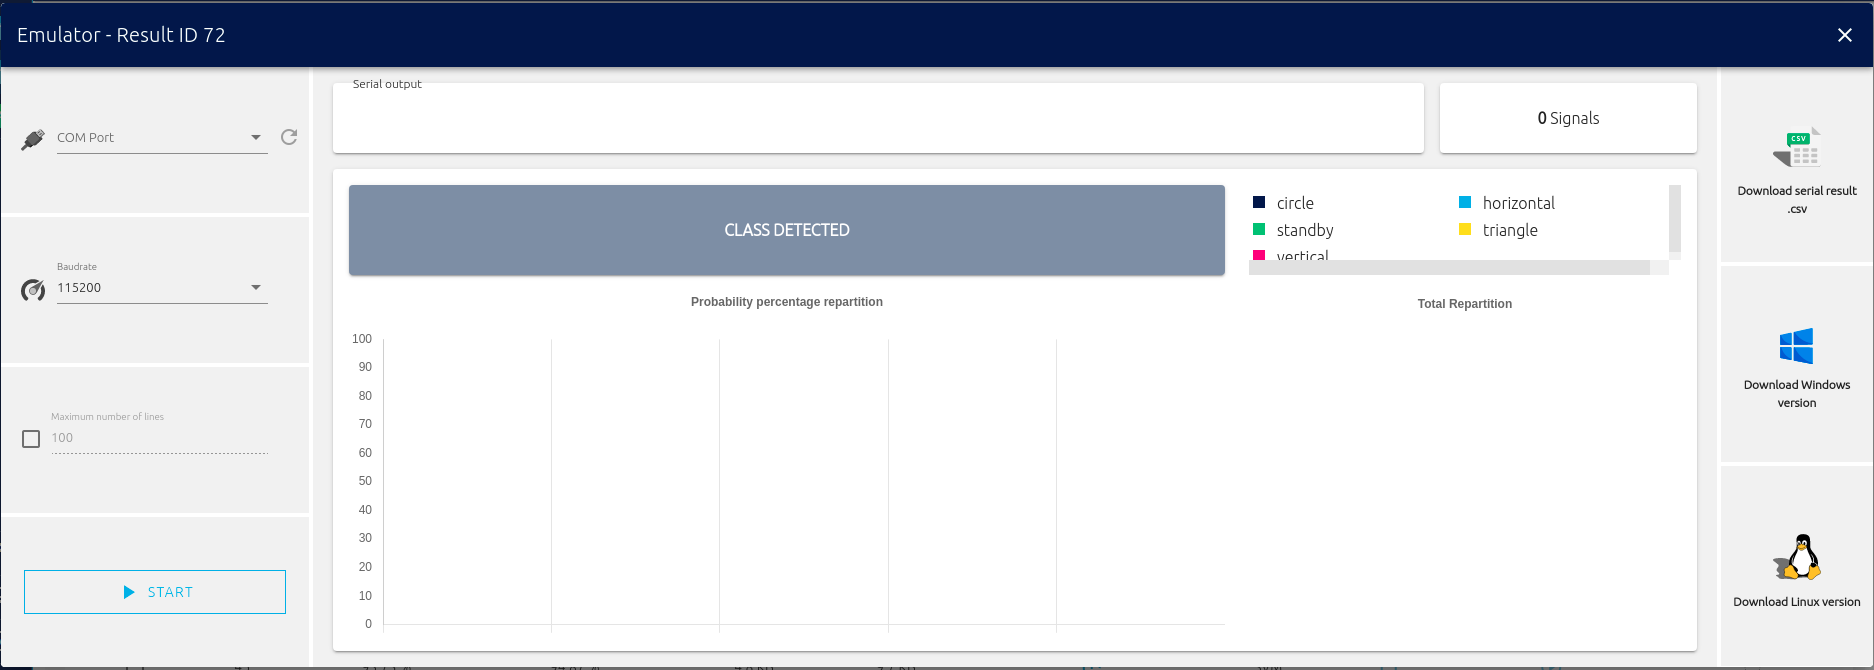 Emulator - Result ID 72
COM Port
Baudrate
115200
Maximum number of lines
100
START
Serial output
0 Signals
CLASS DETECTED
circle
horizontal
standby
triangle
vertical
Probability percentage repartition
100
90
80
70
60
50
40
30
20
10
0
Total Repartition
CSV
Download serial result
.csv
Download Windows
version
Download Linux version